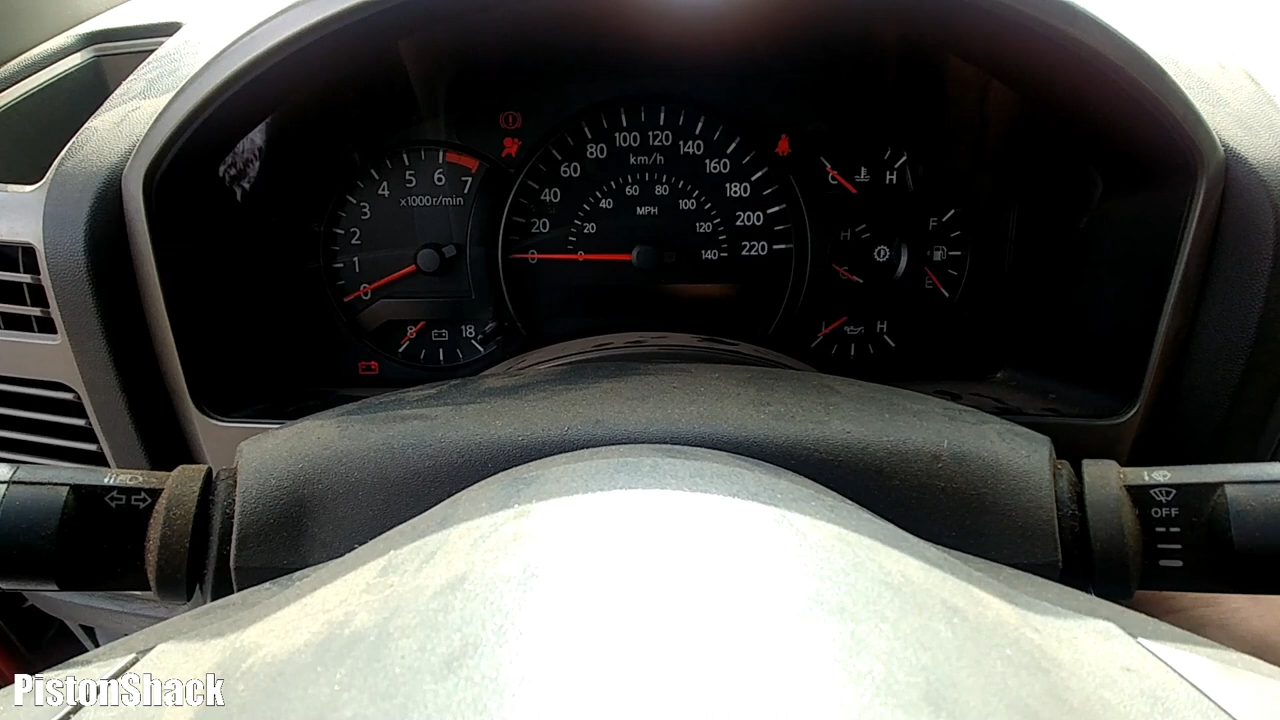 0 1 2 3 4 5 6 7
x1000r/min
0 20 40 60 80 100 120 140 160 180 200 220
km/h
0 20 40 60 80 100 120 140
MPH
C H
H
C
F
E
8 18
L H
OFF
PistonShack